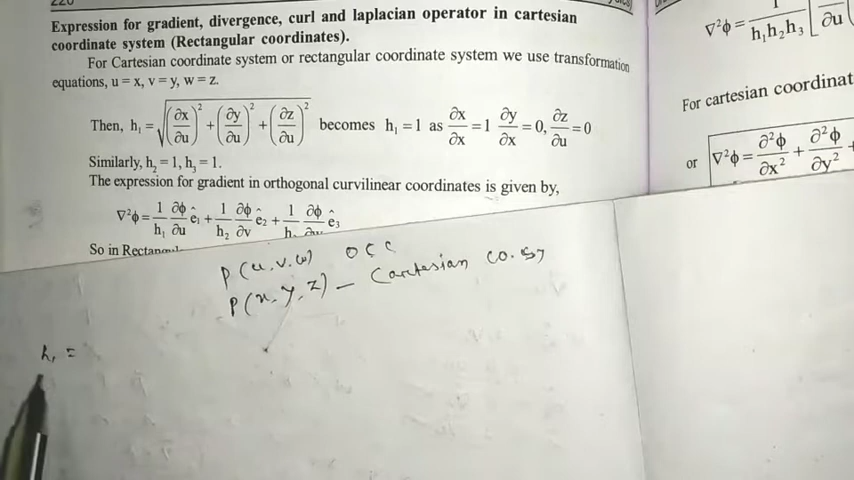 Expression for gradient, divergence, curl and laplacian operator in cartesian
coordinate system (Rectangular coordinates).
For Cartesian coordinate system or rectangular coordinate system we use transformation
equations, u = x, v = y, w = z.
Then, h₁ = √((∂x/∂u)² + (∂y/∂u)² + (∂z/∂u)²) becomes h₁ = 1 as ∂x/∂x = 1 ∂y/∂x = 0, ∂z/∂u = 0
Similarly, h₂ = 1, h₃ = 1.
The expression for gradient in orthogonal curvilinear coordinates is given by,
∇²ϕ = 1/h₁ ∂ϕ/∂u ê₁ + 1/h₂ ∂ϕ/∂v ê₂ + 1/h ∂ϕ ê₃
So in
P(u, v, w) O C C
P(x, y, z) – Cartesian co. sy
h₁ =
∇²ϕ = 1/h₁h₂h₃ [ ∂u
For cartesian coordinat
or ∇²ϕ = ∂²ϕ/∂x² + ∂²ϕ/∂y² +